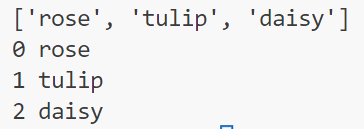 ['rose', 'tulip', 'daisy']
0 rose
1 tulip
2 daisy